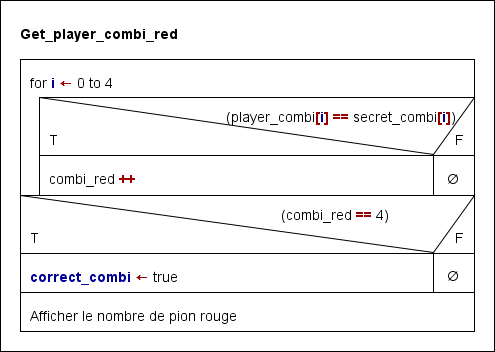 Get_player_combi_red
for i ← 0 to 4
(player_combi[i] == secret_combi[i])
T F
combi_red ++ ∅
(combi_red == 4)
T F
correct_combi ← true ∅
Afficher le nombre de pion rouge